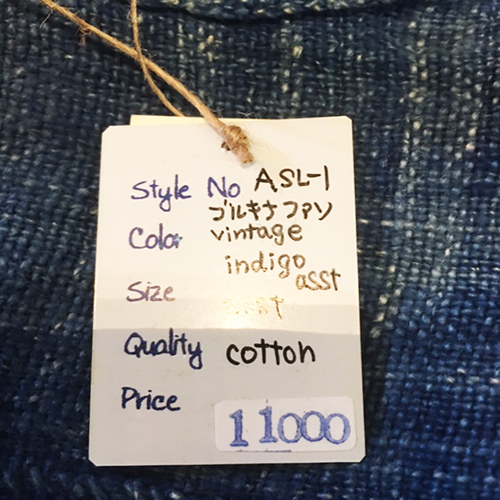 Style No ASL-1
ブルキナファソ
Color vintage
indigo
asst
Size asst
Quality cotton
Price 11000